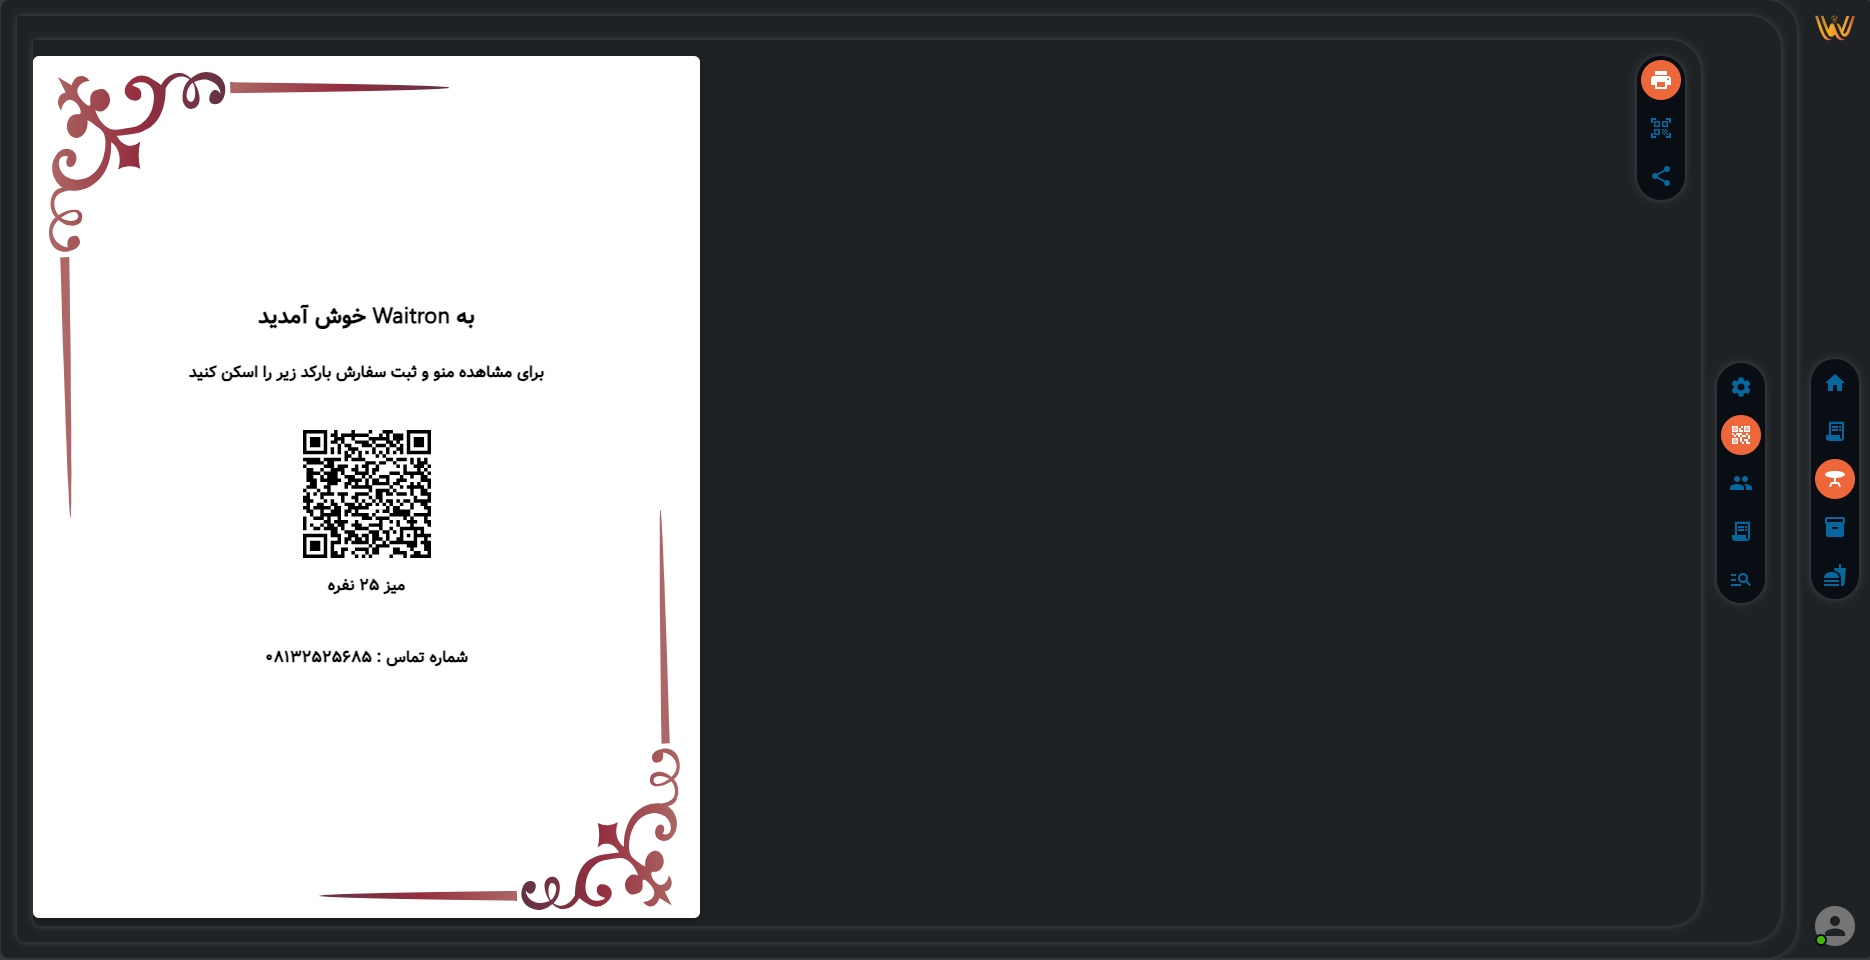 به Waitron خوش آمدید
برای مشاهده منو و ثبت سفارش بارکد زیر را اسکن کنید
میز ۲۵ نفره
شماره تماس : ۰۸۱۳۲۵۲۵۶۸۵